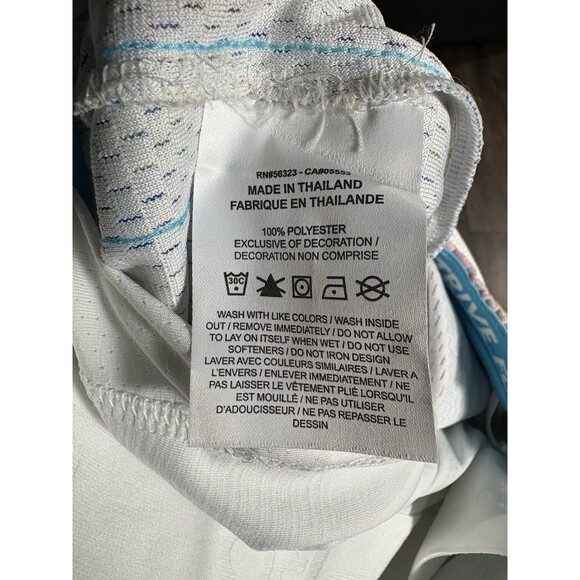 RN#56323 - CA#05553
MADE IN THAILAND
FABRIQUE EN THAILANDE
100% POLYESTER
EXCLUSIVE OF DECORATION /
DECORATION NON COMPRISE
30C
WASH WITH LIKE COLORS / WASH INSIDE
OUT / REMOVE IMMEDIATELY / DO NOT ALLOW
TO LAY ON ITSELF WHEN WET / DO NOT USE
SOFTENERS / DO NOT IRON DESIGN
LAVER AVEC COULEURS SIMILAIRES / LAVER A
L'ENVERS / ENLEVER IMMEDIATEMENT / NE
PAS LAISSER LE VÊTEMENT PLIÉ LORSQU'IL
EST MOUILLÉ / NE PAS UTILISER
D'ADOUCISSEUR / NE PAS REPASSER LE
DESSIN
RIVE